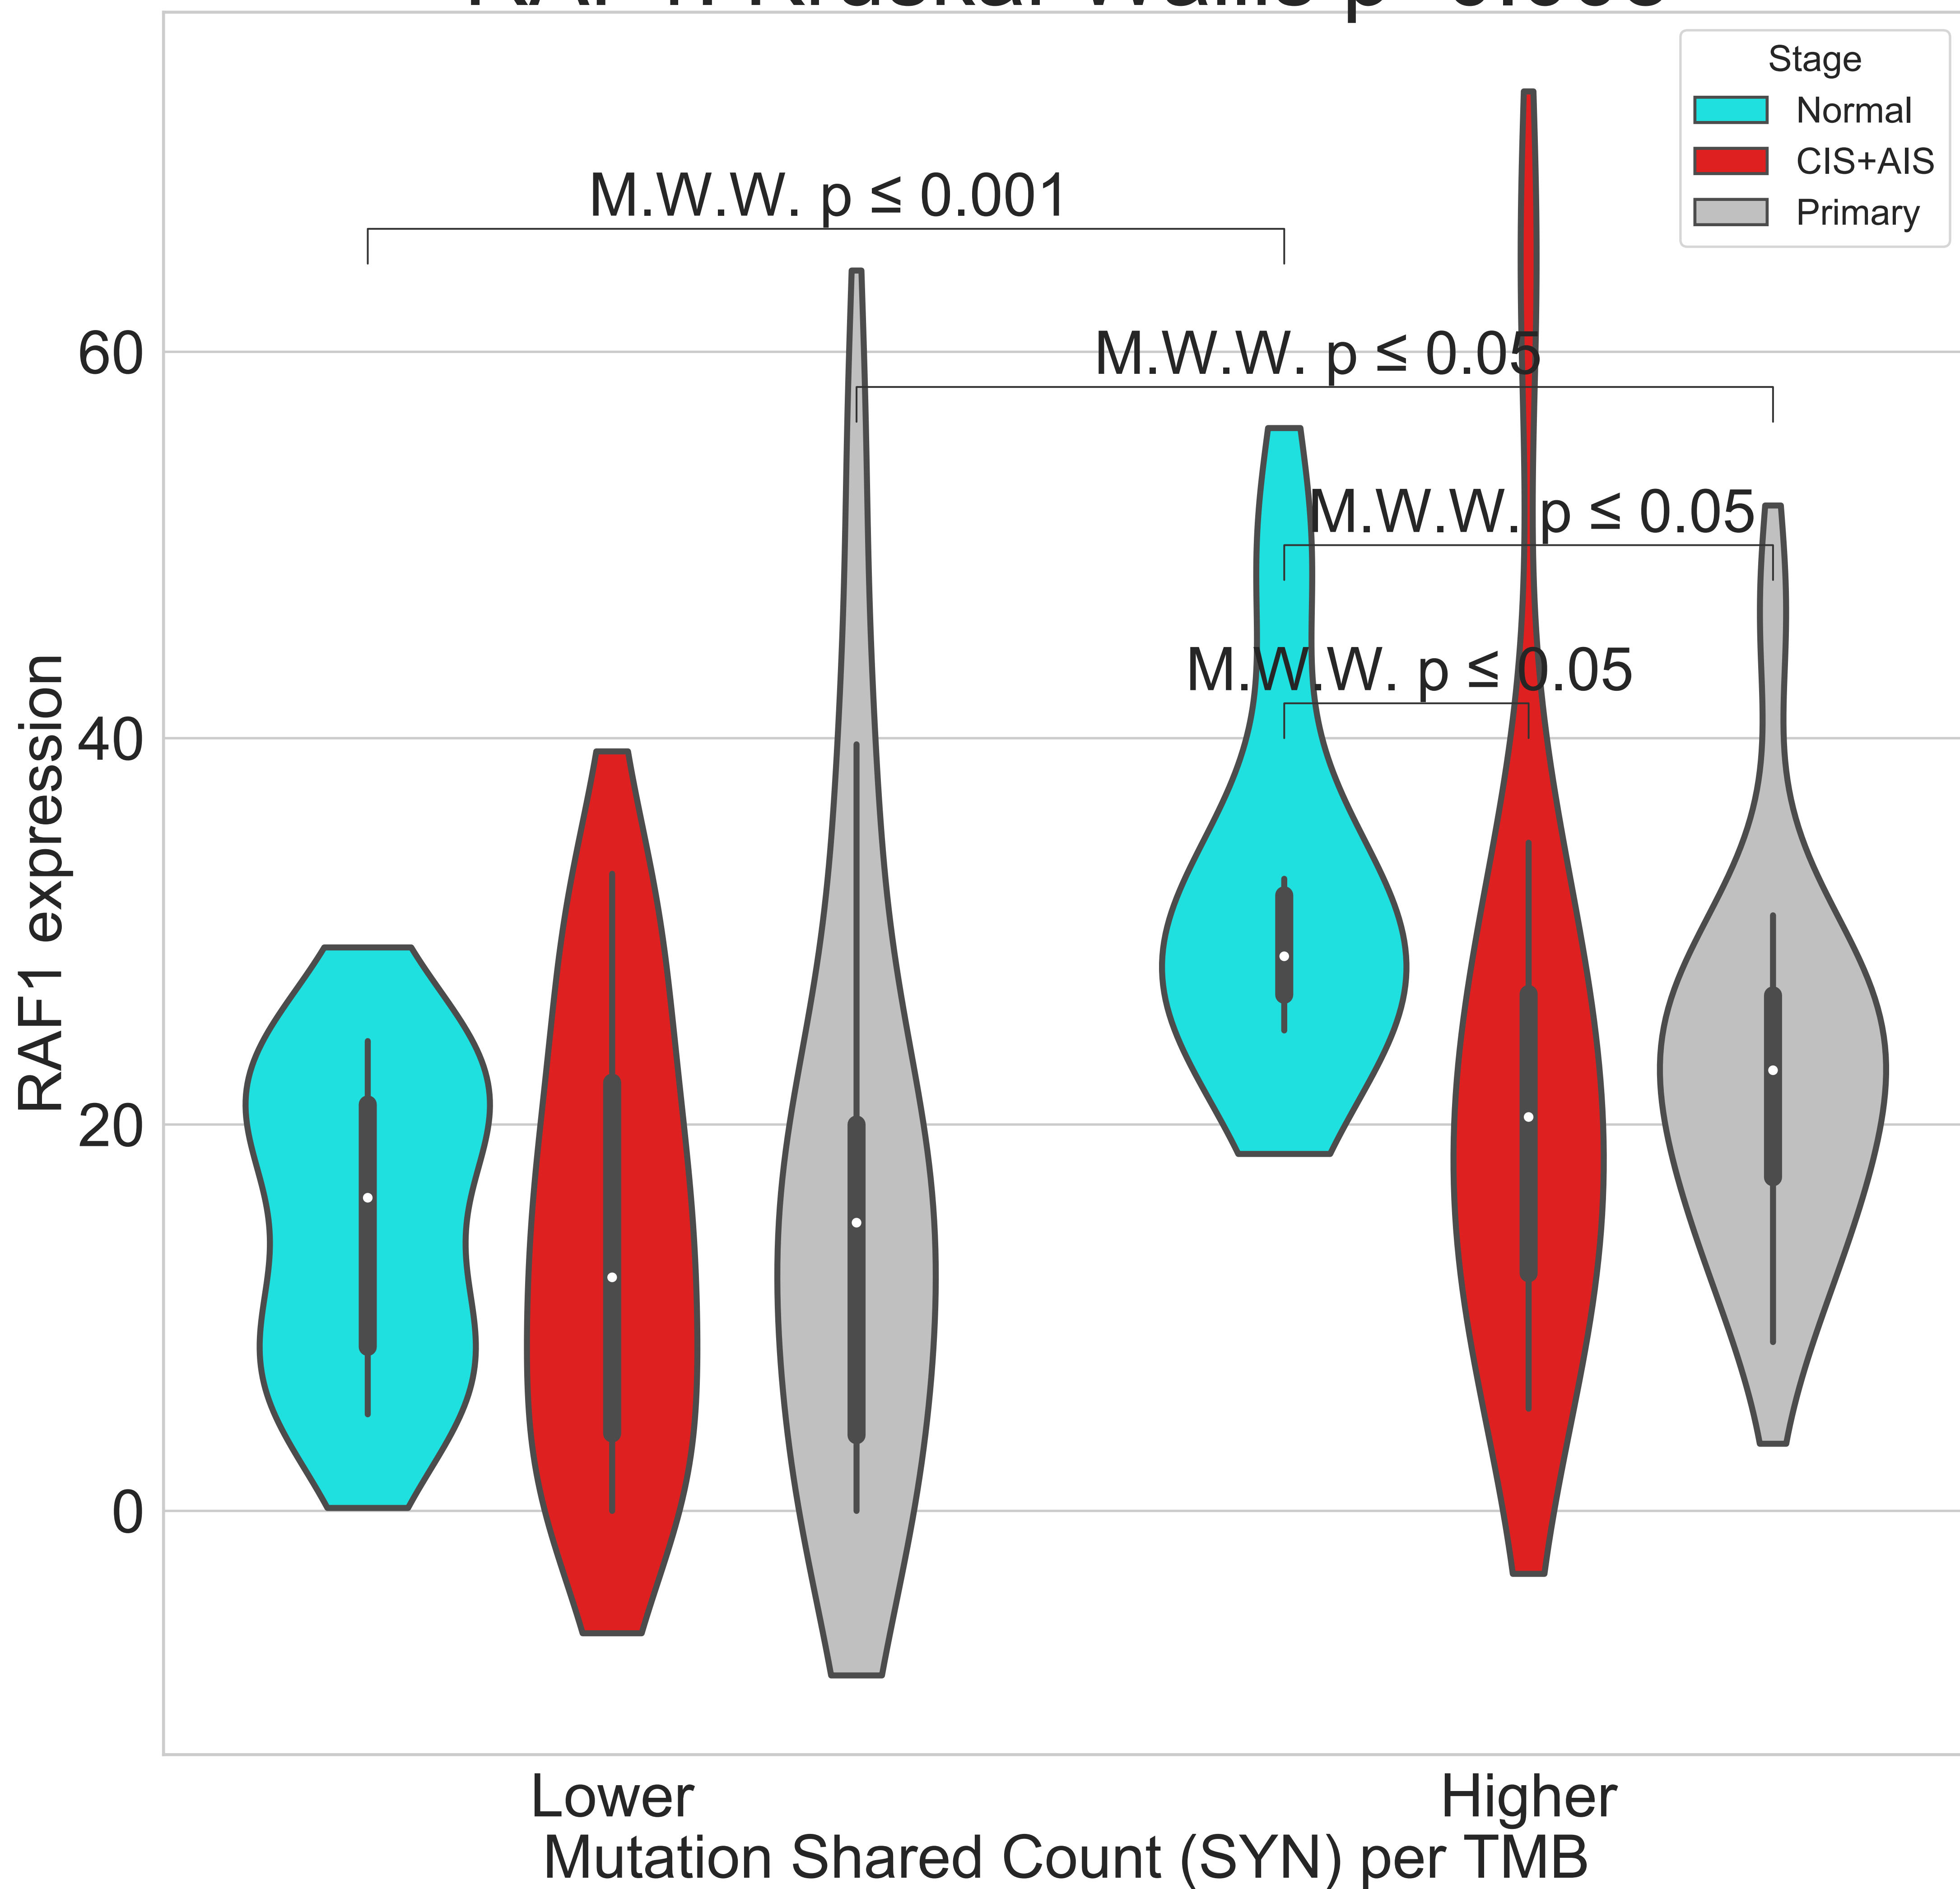 Stage
Normal
CIS+AIS
Primary
M.W.W. p ≤ 0.001
M.W.W. p ≤ 0.05
M.W.W. p ≤ 0.05
M.W.W. p ≤ 0.05
60
40
20
0
RAF1 expression
Lower
Higher
Mutation Shared Count (SYN) per TMB